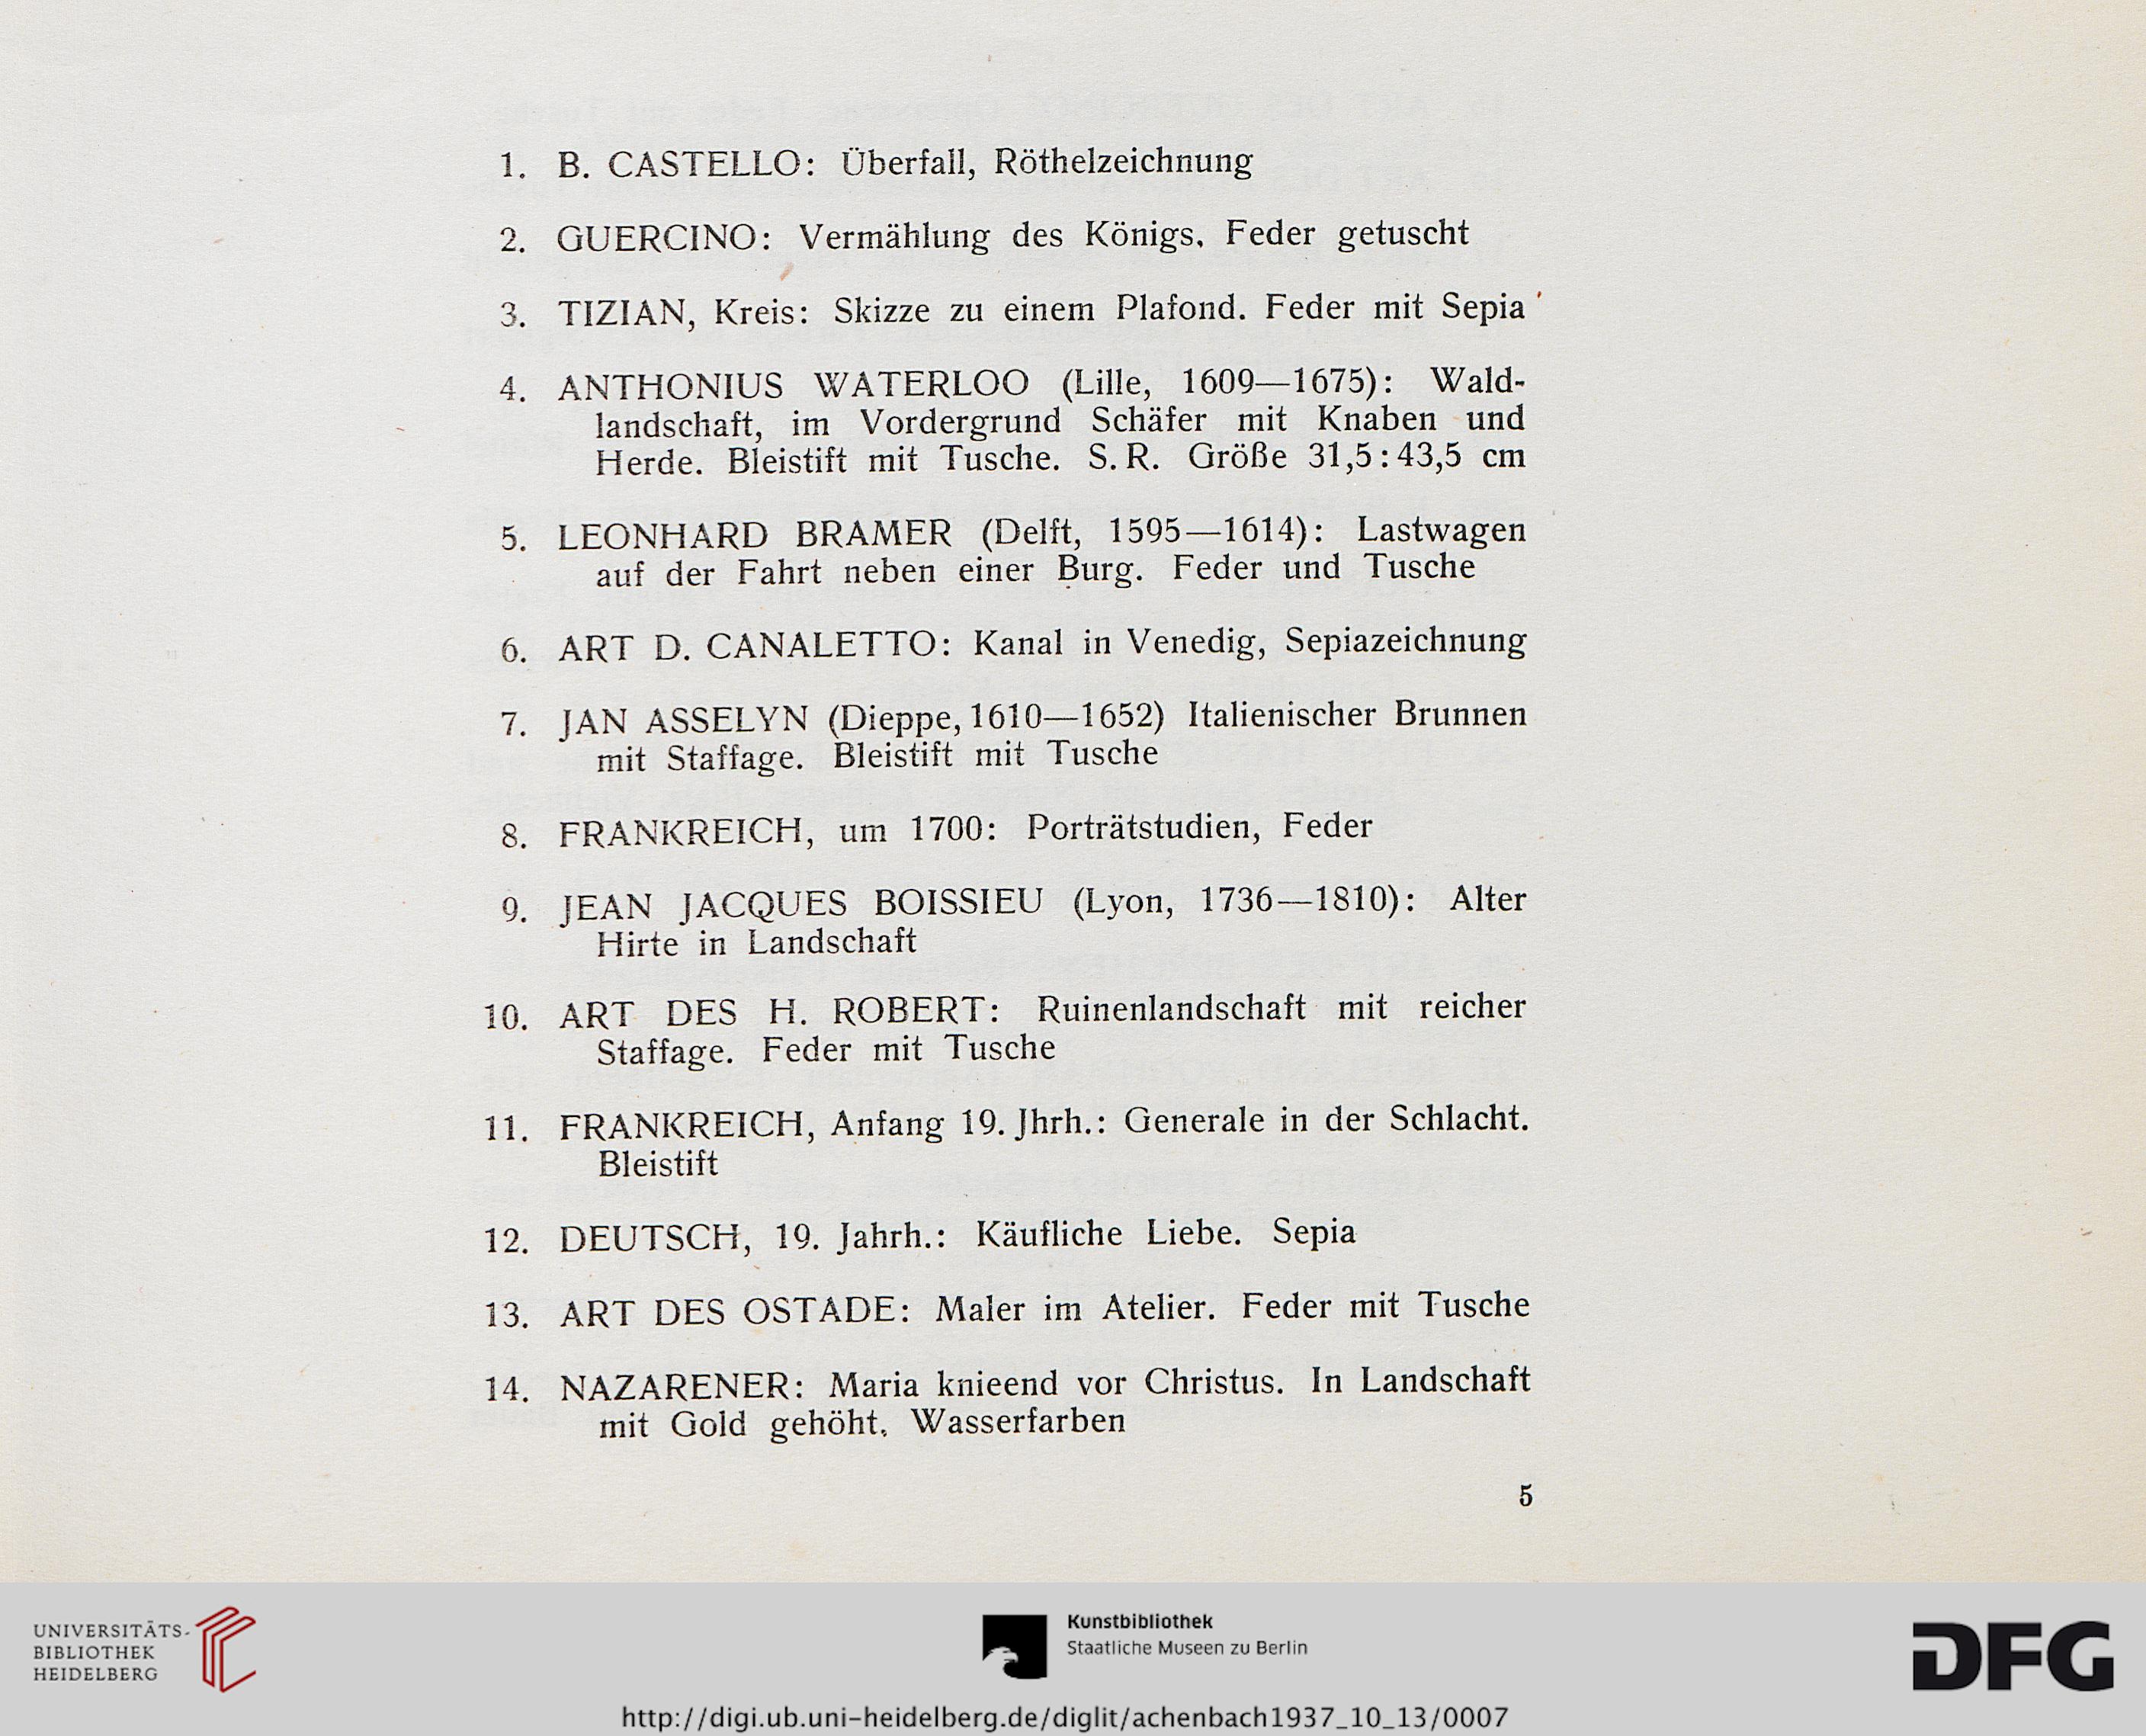 1. B. CASTELLO: Überfall, Röthelzeichnung
2. GUERCINO: Vermählung des Königs. Feder getuscht
3. TIZIAN, Kreis: Skizze zu einem Plafond. Feder mit Sepia
4. ANTHONIUS WATERLOO (Lille, 1609—1675): Wald-
landschaft, im Vordergrund Schäfer mit Knaben und
Herde. Bleistift mit Tusche. S. R. Größe 31,5 : 43,5 cm
5. LEONHARD BRAMER (Delft, 1595—1614): Lastwagen
auf der Fahrt neben einer Burg. Feder und Tusche
6. ART D. CANALETTO: Kanal in Venedig, Sepiazeichnung
7. JAN ASSELYN (Dieppe, 1610—1652) Italienischer Brunnen
mit Staffage. Bleistift mit Tusche
8. FRANKREICH, um 1700: Porträtstudien, Feder
9. JEAN JACQUES BOISSIEU (Lyon, 1736—1810): Alter
Hirte in Landschaft
10. ART DES H. ROBERT: Ruinenlandschaft mit reicher
Staffage. Feder mit Tusche
11. FRANKREICH, Anfang 19. Jhrh.: Generale in der Schlacht.
Bleistift
12. DEUTSCH, 19. Jahrh.: Käufliche Liebe. Sepia
13. ART DES OSTADE: Maler im Atelier. Feder mit Tusche
14. NAZARENER: Maria knieend vor Christus. In Landschaft
mit Gold gehöht. Wasserfarben
5
UNIVERSITÄTS-
BIBLIOTHEK
HEIDELBERG
Kunstbibliothek
Staatliche Museen zu Berlin
DFG
http://digi.ub.uni-heidelberg.de/diglit/achenbach1937_10_13/0007